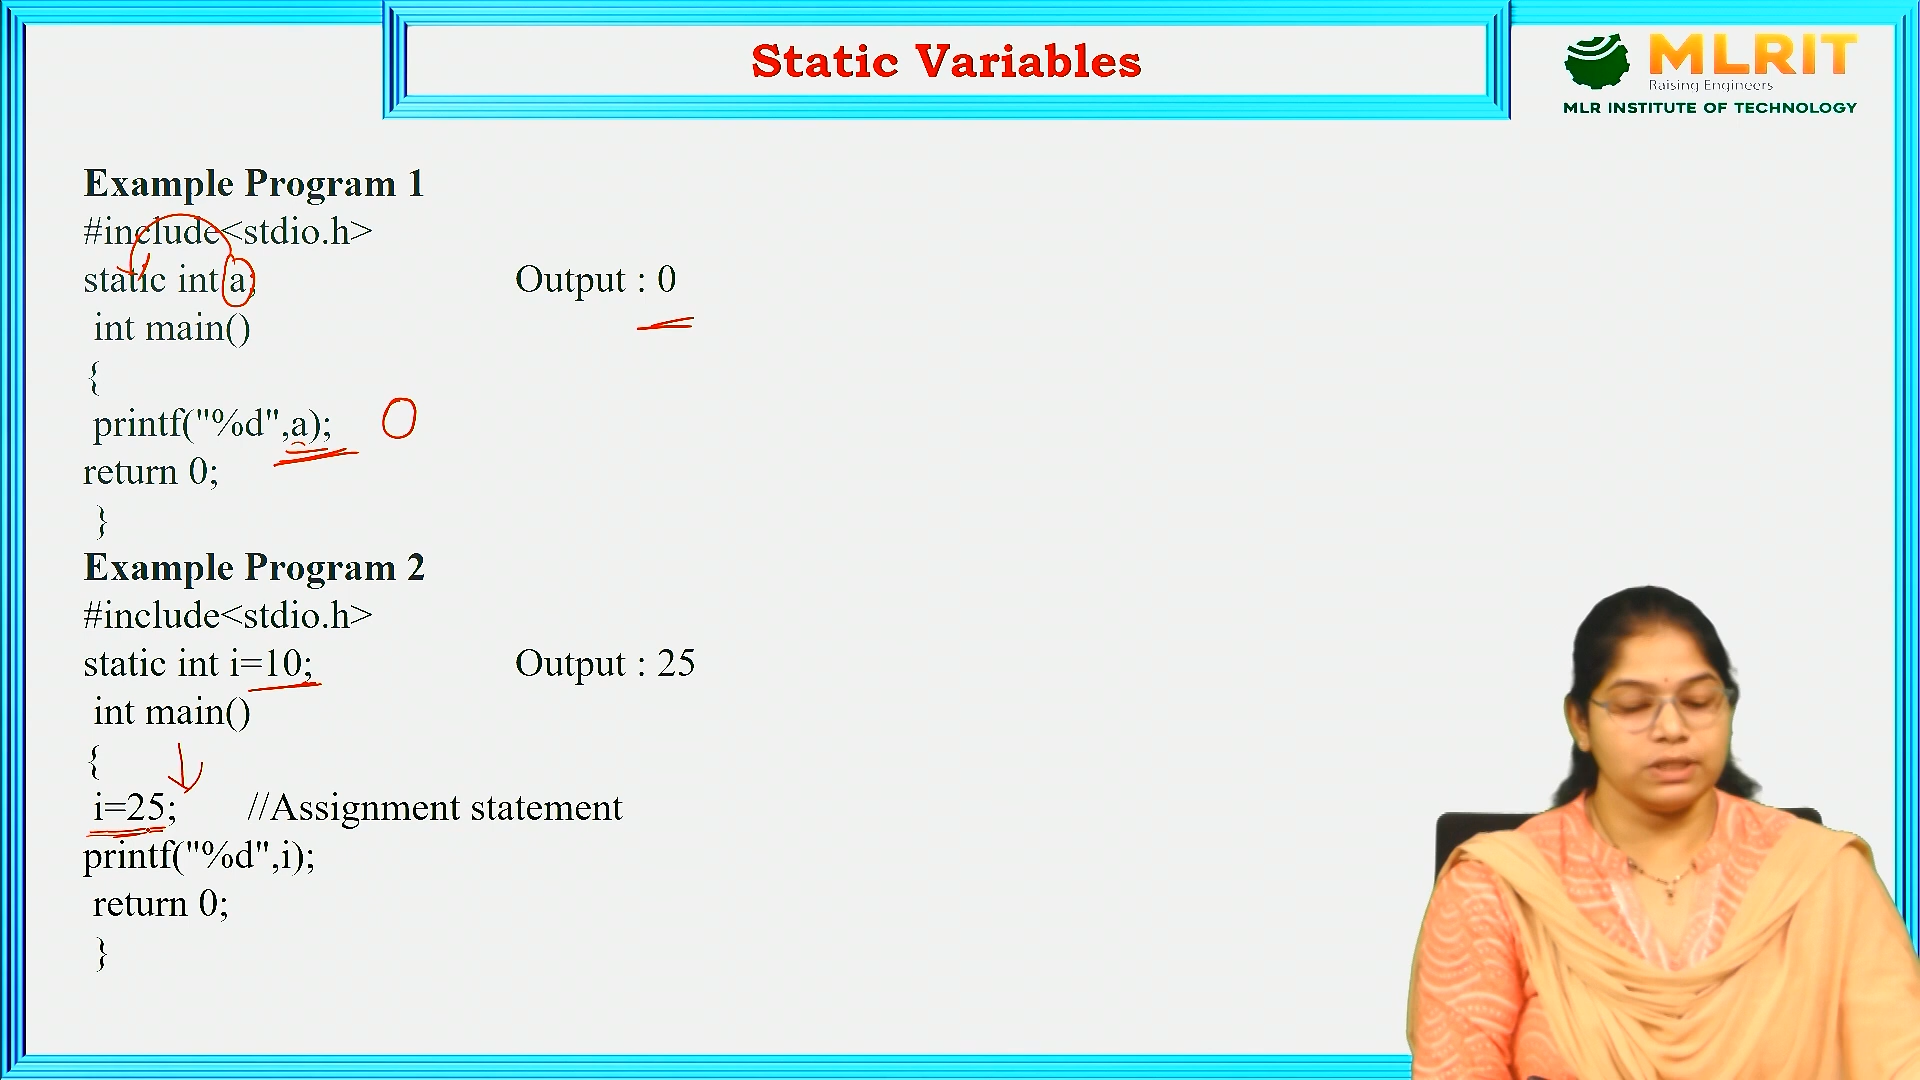 Static Variables
MLRIT
Raising Engineers
MLR INSTITUTE OF TECHNOLOGY
Example Program 1
#include<stdio.h>
static int a;
Output : 0
int main()
{
printf("%d",a);
0
return 0;
}
Example Program 2
#include<stdio.h>
static int i=10;
Output : 25
int main()
{
i=25; //Assignment statement
printf("%d",i);
return 0;
}